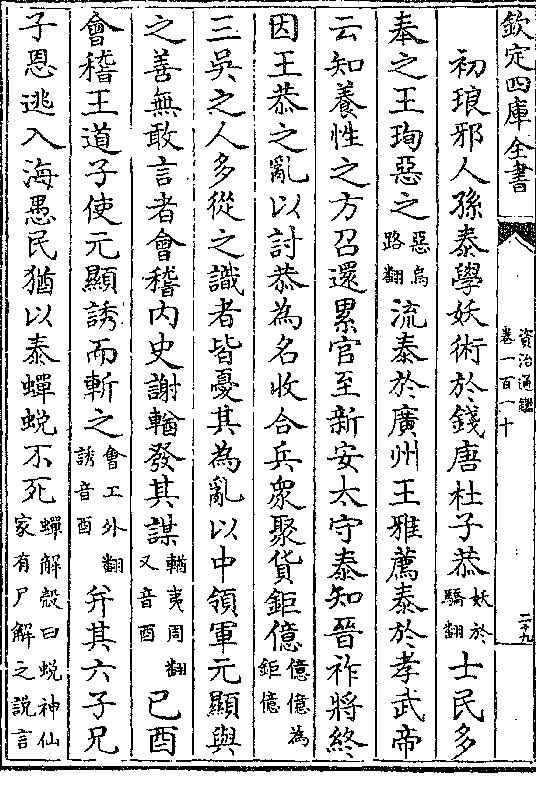 欽定四庫全書
資治通鑑
卷一百一十
二十九
初琅邪人孫泰學妖術於錢唐杜子恭妖於驕翻士民多
奉之王珣惡之惡烏路翻流泰於廣州王雅薦泰於孝武帝
云知養性之方召還累官至新安太守泰知晉祚將終
因王恭之亂以討恭為名收合兵衆聚貨鉅億億億為鉅億
三吳之人多從之識者皆憂其為亂以中領軍元顯與
之善無敢言者會稽内史謝輶發其謀輶夷周翻又音酉已酉
會稽王道子使元顯誘而斬之會工外翻誘音酉并其六子兄
子恩逃入海愚民猶以泰蟬蛻不死蟬解殼曰蛻神仙家有尸解之説言